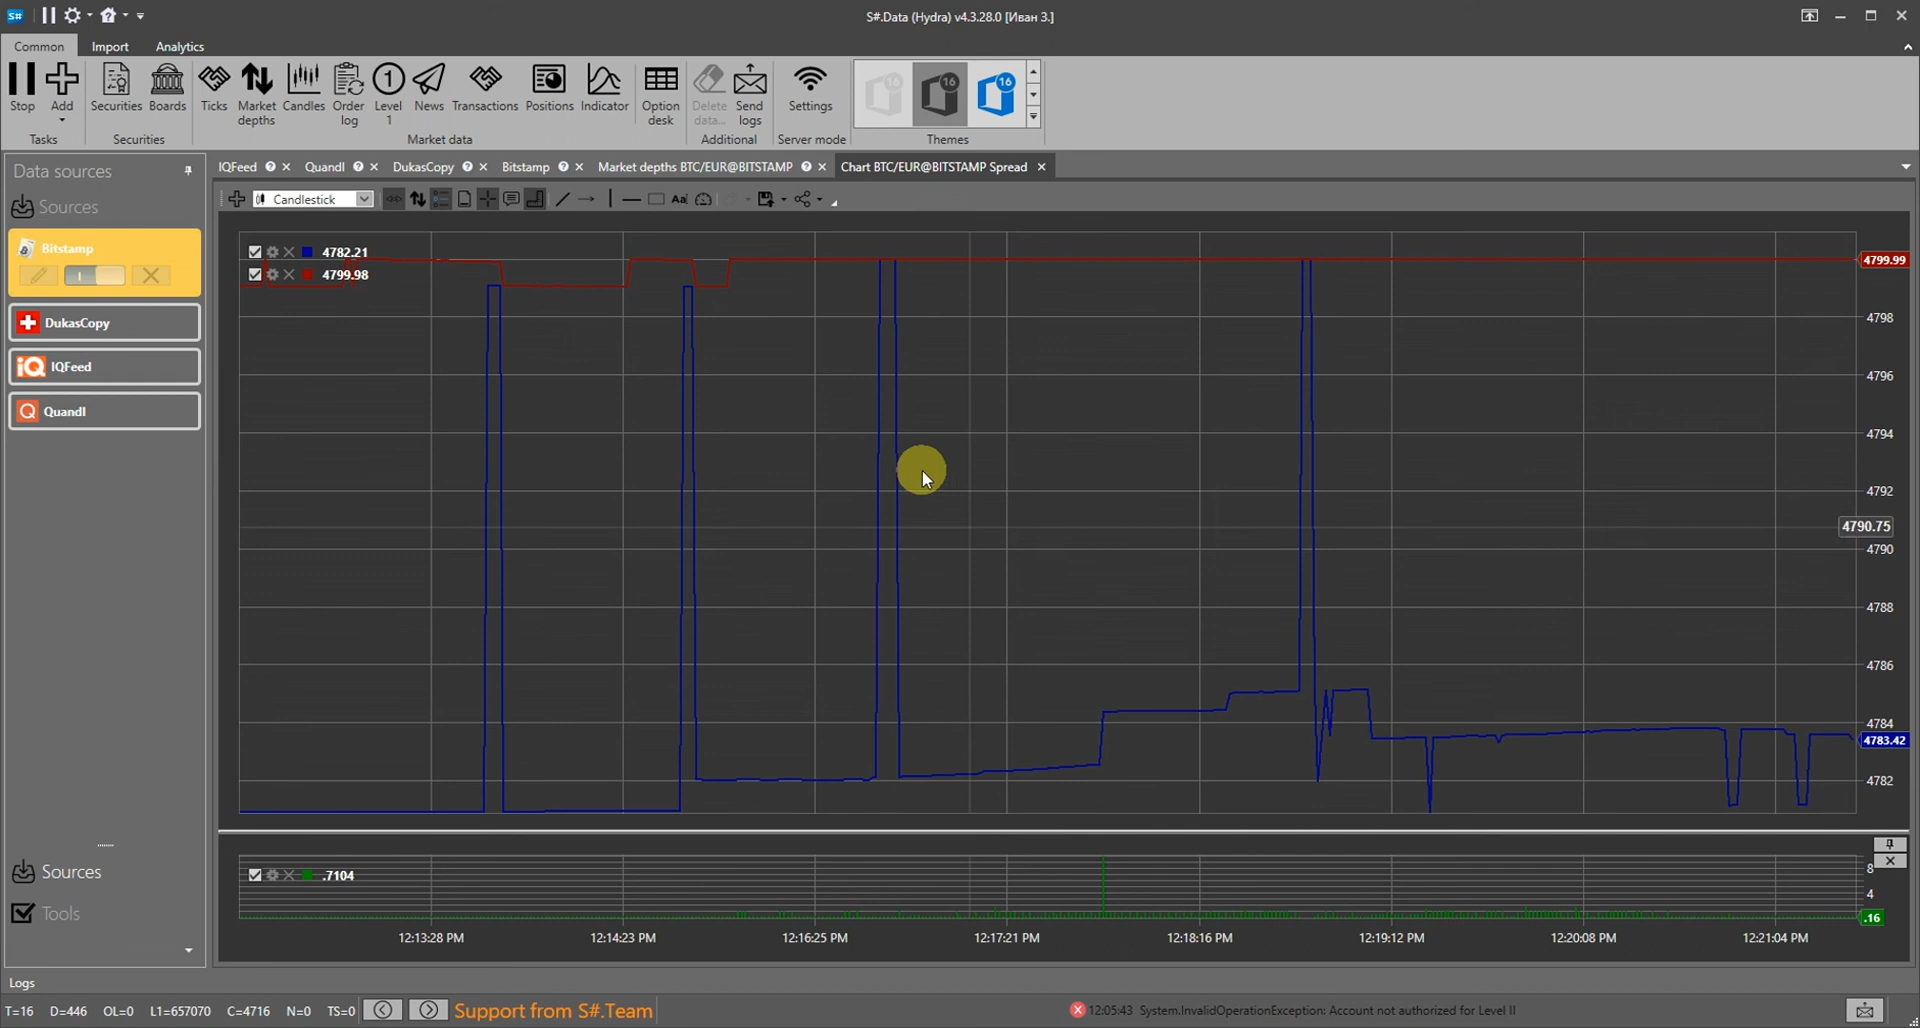 S#
S#.Data (Hydra) v4.3.28.0 [Иван З.]
Common Import Analytics
Stop Add Securities Boards Ticks Market depths Candles Order log Level 1 News Transactions Positions Indicator Option desk Delete data... Send logs Settings
16 16 16
Tasks Securities Market data Additional Server mode Themes
Data sources
IQFeed Quandl DukasCopy Bitstamp Market depths BTC/EUR@BITSTAMP Chart BTC/EUR@BITSTAMP Spread
Sources
Candlestick
Aa
Bitstamp
DukasCopy
iQ IQFeed
Q Quandl
4782.21
4799.98
4799.99
4798
4796
4794
4792
4790.75
4790
4788
4786
4784
4783.42
4782
Sources
Tools
.7104
8
4
.16
12:13:28 PM 12:14:23 PM 12:16:25 PM 12:17:21 PM 12:18:16 PM 12:19:12 PM 12:20:08 PM 12:21:04 PM
Logs
T=16 D=446 OL=0 L1=657070 C=4716 N=0 TS=0 Support from S#.Team 12:05:43 System.InvalidOperationException: Account not authorized for Level II